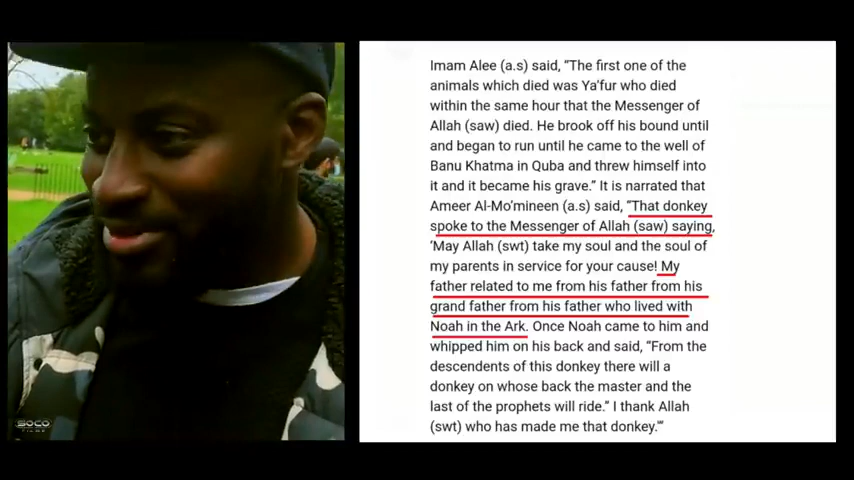 Imam Alee (a.s) said, “The first one of the
animals which died was Ya‘fur who died
within the same hour that the Messenger of
Allah (saw) died. He brook off his bound until
and began to run until he came to the well of
Banu Khatma in Quba and threw himself into
it and it became his grave.” It is narrated that
Ameer Al-Mo’mineen (a.s) said, “That donkey
spoke to the Messenger of Allah (saw) saying,
‘May Allah (swt) take my soul and the soul of
my parents in service for your cause! My
father related to me from his father from his
grand father from his father who lived with
Noah in the Ark. Once Noah came to him and
whipped him on his back and said, “From the
descendents of this donkey there will a
donkey on whose back the master and the
last of the prophets will ride.” I thank Allah
(swt) who has made me that donkey.’”
SOCO
FILMS